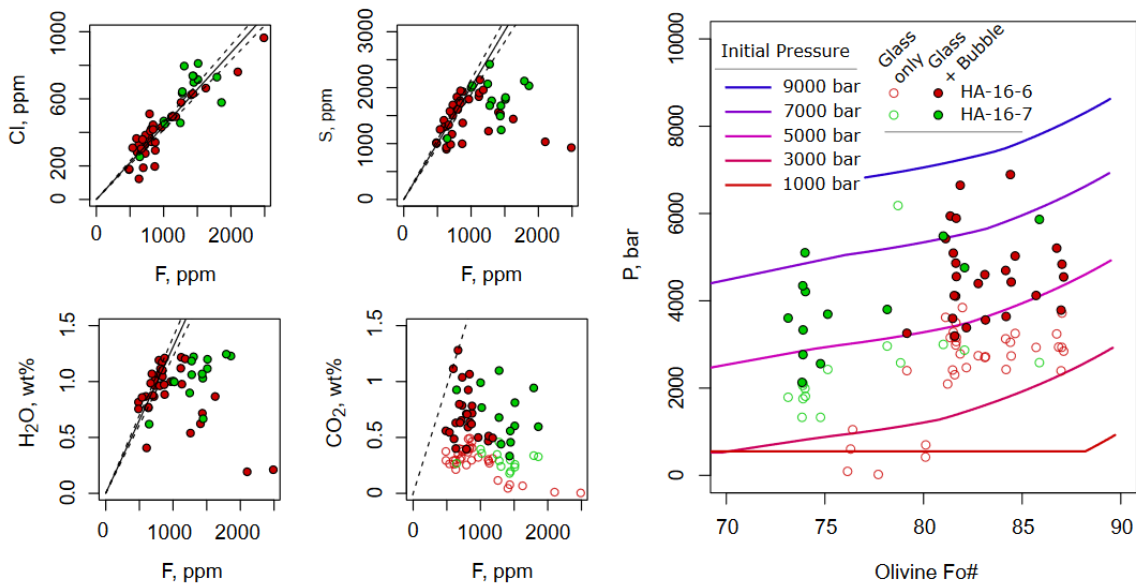 Cl, ppm
0 200 600 1000
0 1000 2000
F, ppm
S, ppm
0 1000 2000 3000
0 1000 2000
F, ppm
H2O, wt%
0.0 0.5 1.0 1.5
0 1000 2000
F, ppm
CO2, wt%
0 0.5 1.0 1.5
0 1000 2000
F, ppm
P, bar
0 2000 4000 6000 8000 10000
Initial Pressure
9000 bar
7000 bar
5000 bar
3000 bar
1000 bar
Glass
only
Glass
+ Bubble
HA-16-6
HA-16-7
70 75 80 85 90
Olivine Fo#